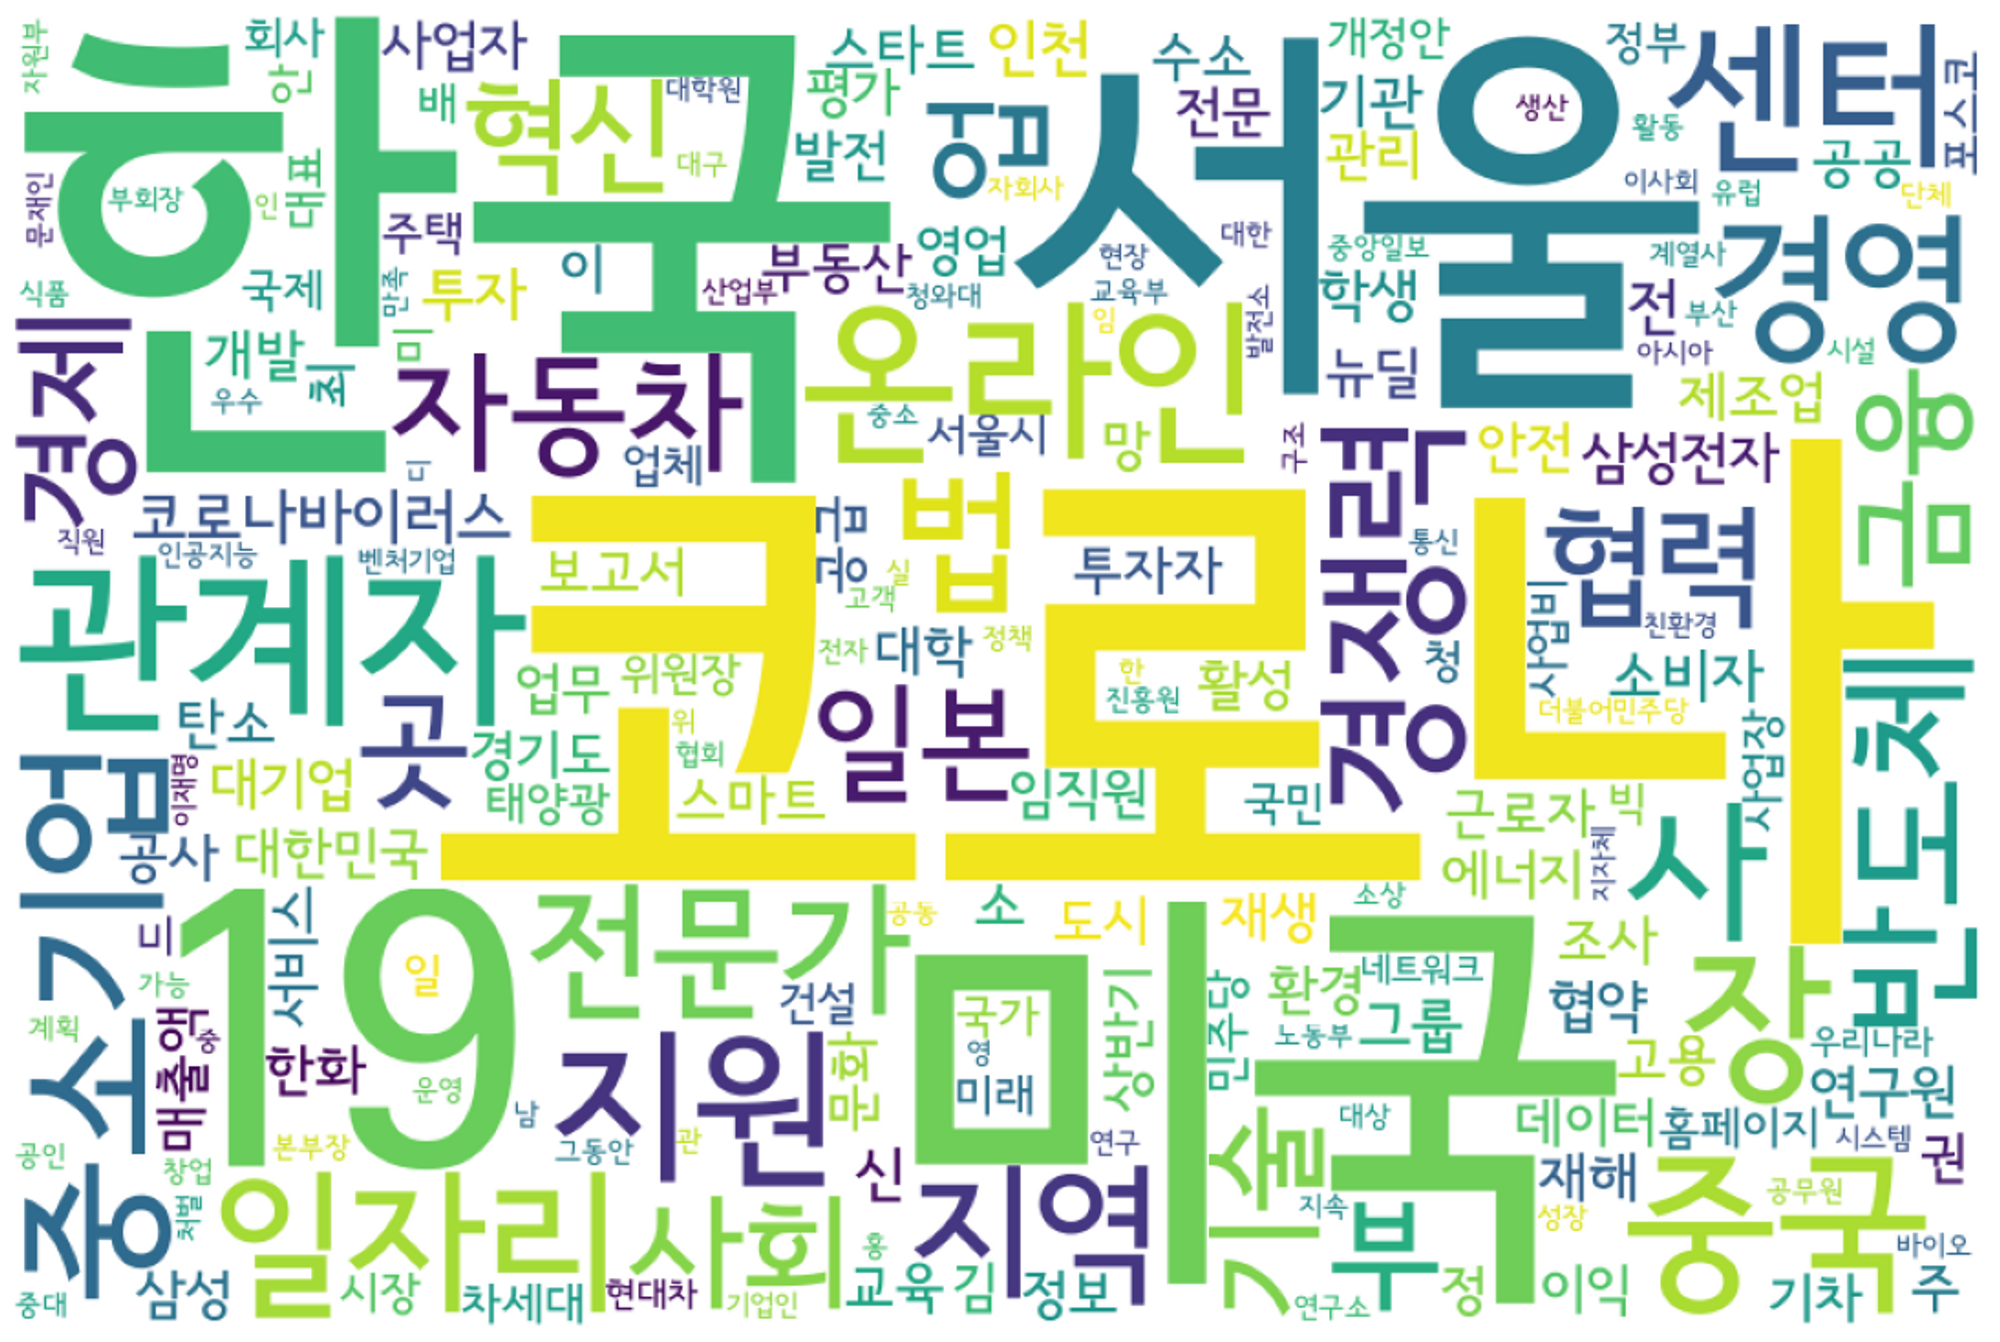 자원부
회사
안
사업자
배
혁신
대학원
대구
스타트
평가
발전
인천
업
자회사
수소
전문
개정안
기관
관리
정부
생산
활동
센터
포스코
공공
한국
서울
문재인
부회장
인
대표
주택
이
부동산
영업
현장
대한
이사회
유럽
단체
중앙일보
계열사
경영
식품
국제
만족
투자
산업부
청와대
교육부
임
발전소
학생
전
부산
아시아
시설
경제
개발
우수
최
미
자동차
온라인
중소
서울시
망
뉴딜
제조업
금융
업체
디
구조
안전
삼성전자
코로나바이러스
직원
인공지능
벤처기업
코로나
보고서
공급
법
실
고객
투자자
경쟁력
통신
협력
친환경
관계자
전자
대학
정책
한
진흥원
활성
청
사업비
소비자
더불어민주당
반도체
업무
위원장
위
협회
탄소
넛
경기도
태양광
스마트
일본
임직원
국민
근로자
빅
사업장
지자체
에너지
사
중소기업
이재명
대기업
공사
대한민국
19
일
운영
드
서비스
가능
계획
매출액
중
한화
전문가
공동
소
도시
재생
소상
조사
미국
국가
영
미래
건설
문화
상반기
민주당
환경
네트워크
노동부
그룹
협약
장
고용
우리나라
연구원
지원
남
그동안
관
본부장
공인
창업
처벌
신
연구
기술
대상
데이터
홈페이지
시스템
권
재해
공무원
중국
성장
지속
부
바이오
중대
삼성
일자리
시장
차세대
현대차
사회
기업인
홍
교육
김
지역
정보
연구소
정
이익
기차
주